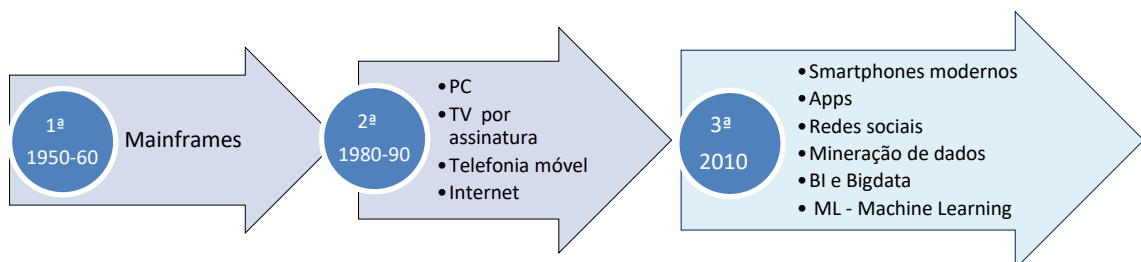 1ª
1950-60
Mainframes
2ª
1980-90
• PC
• TV por
assinatura
• Telefonia móvel
• Internet
3ª
2010
• Smartphones modernos
• Apps
• Redes sociais
• Mineração de dados
• BI e Bigdata
• ML - Machine Learning